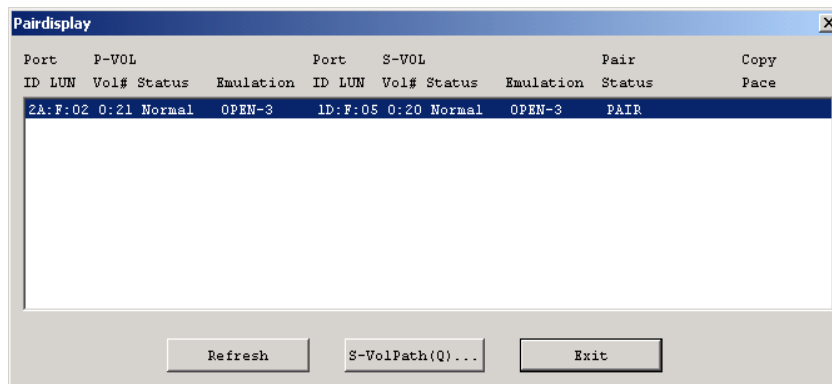 Pairdisplay
Port P-VOL Port S-VOL Pair Copy
ID LUN Vol# Status Emulation ID LUN Vol# Status Emulation Status Pace
2A:F:02 0:21 Normal OPEN-3 1D:F:05 0:20 Normal OPEN-3 PAIR
Refresh S-VolPath(Q)... Exit